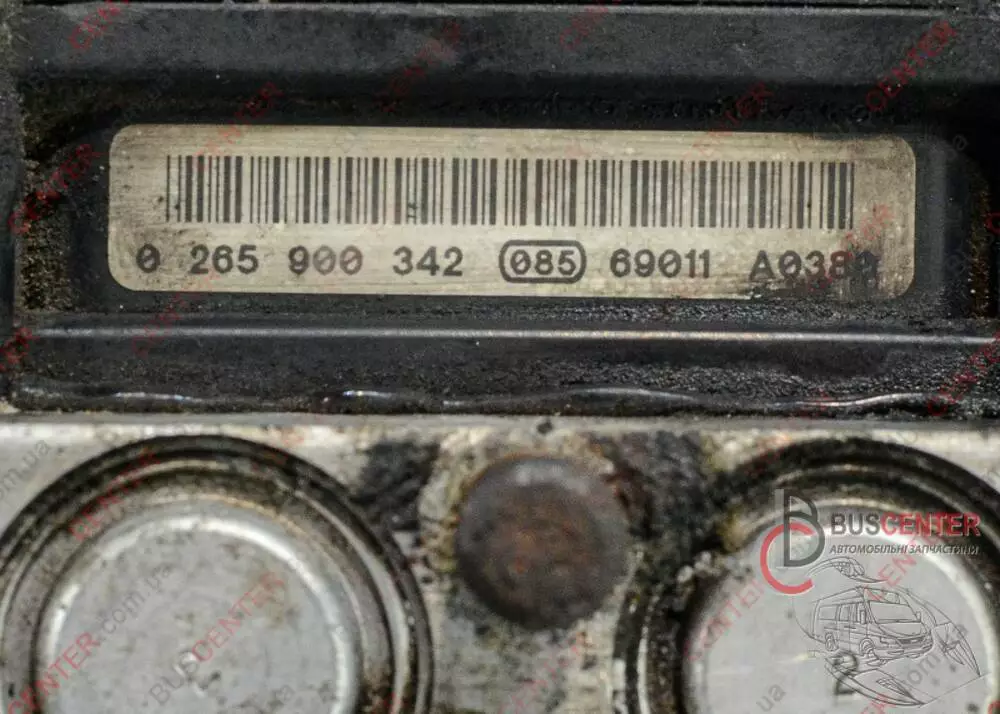 0 265 900 342 085 69011 A038
BUSCENTER
АВТОМОБІЛЬНІ ЗАПЧАСТИНИ